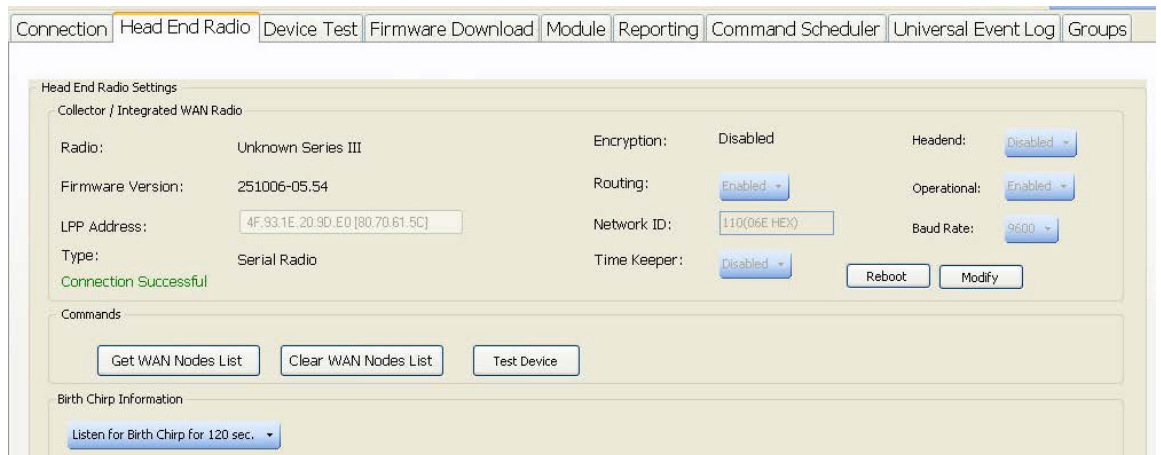 Connection Head End Radio Device Test Firmware Download Module Reporting Command Scheduler Universal Event Log Groups
Head End Radio Settings
Collector / Integrated WAN Radio
Radio: Unknown Series III Encryption: Disabled Headend: Disabled
Firmware Version: 251006-05.54 Routing: Enabled Operational: Enabled
LPP Address: 4F.93.1E.20.9D.E0 [80.70.61.5C] Network ID: 110(06E HEX) Baud Rate: 9600
Type: Serial Radio Time Keeper: Disabled
Connection Successful Reboot Modify
Commands
Get WAN Nodes List Clear WAN Nodes List Test Device
Birth Chirp Information
Listen for Birth Chirp for 120 sec.